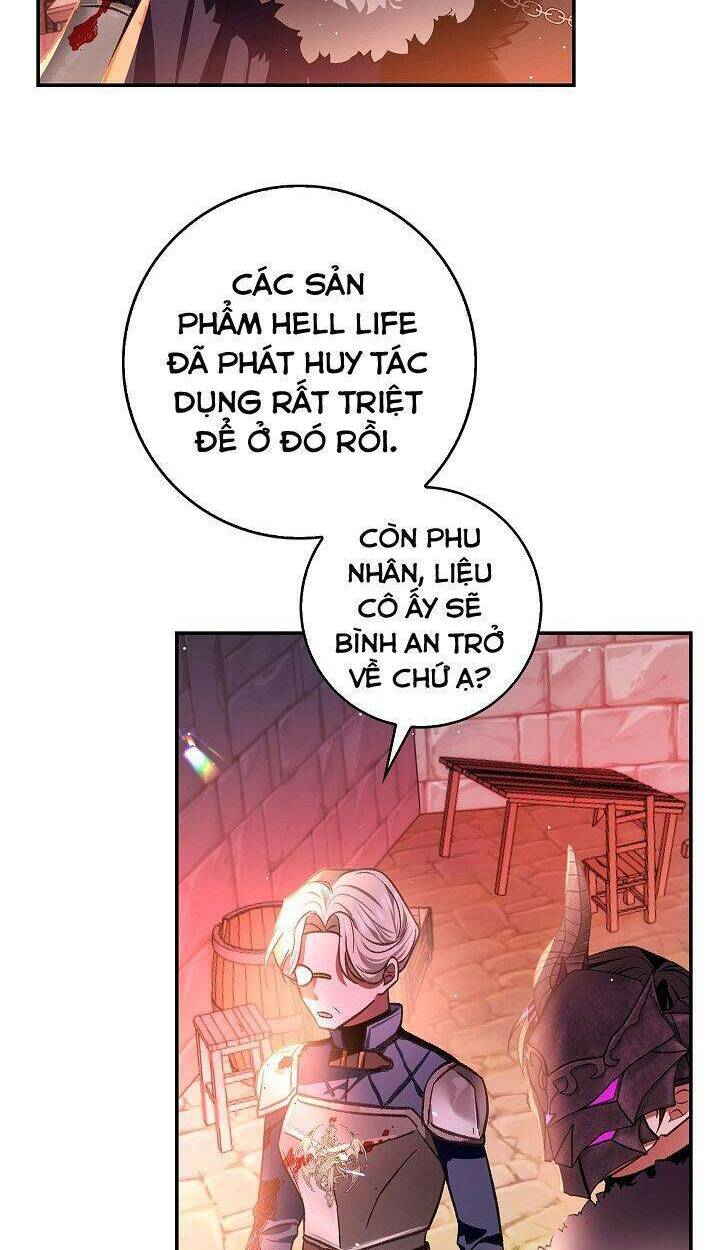 CÁC SẢN
PHẨM HELL LIFE
ĐÃ PHÁT HUY TÁC
DỤNG RẤT TRIỆT
ĐỂ Ở ĐÓ RỒI.
CÒN PHU
NHÂN, LIỆU
CÔ ẤY SẼ
BÌNH AN TRỞ
VỀ CHỨ Ạ?